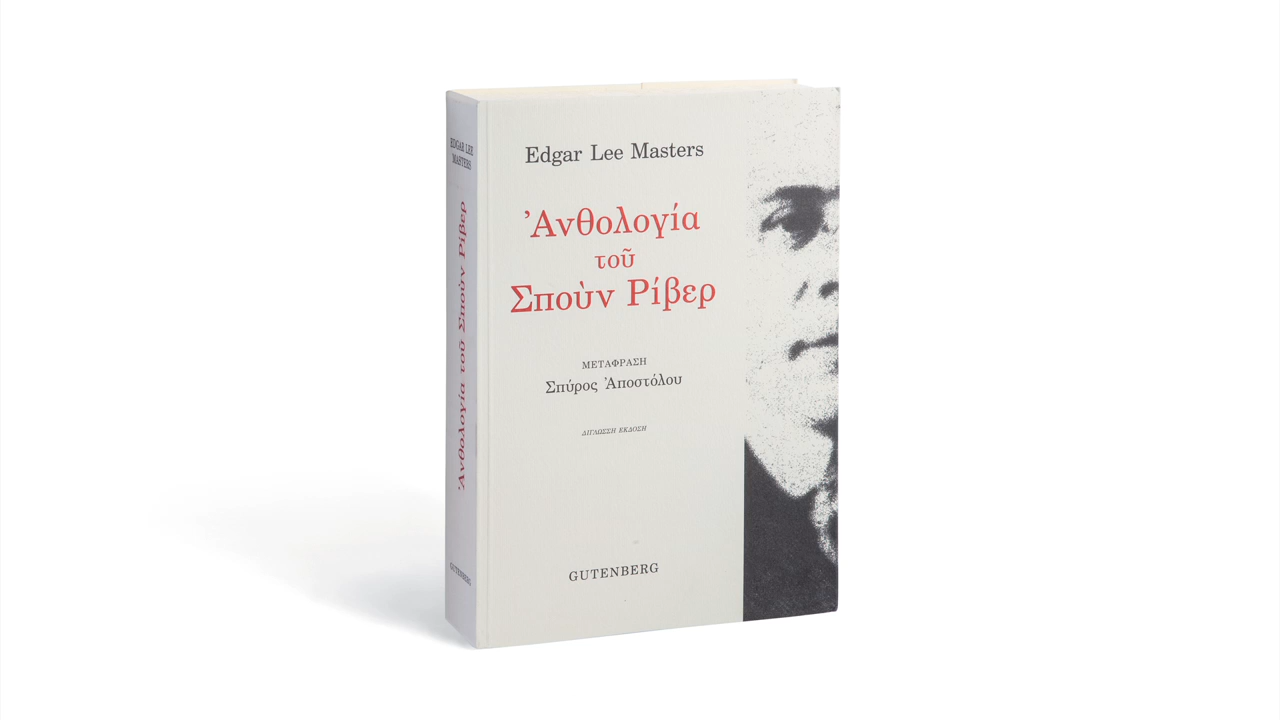 EDGAR LEE
MASTERS
Ἀνθολογία τοῦ Σποὺν Ρίβερ
GUTENBERG
Edgar Lee Masters
Ἀνθολογία
τοῦ
Σποὺν Ρίβερ
ΜΕΤΑΦΡΑΣΗ
Σπύρος Ἀποστόλου
ΔΙΓΛΩΣΣΗ ΕΚΔΟΣΗ
GUTENBERG